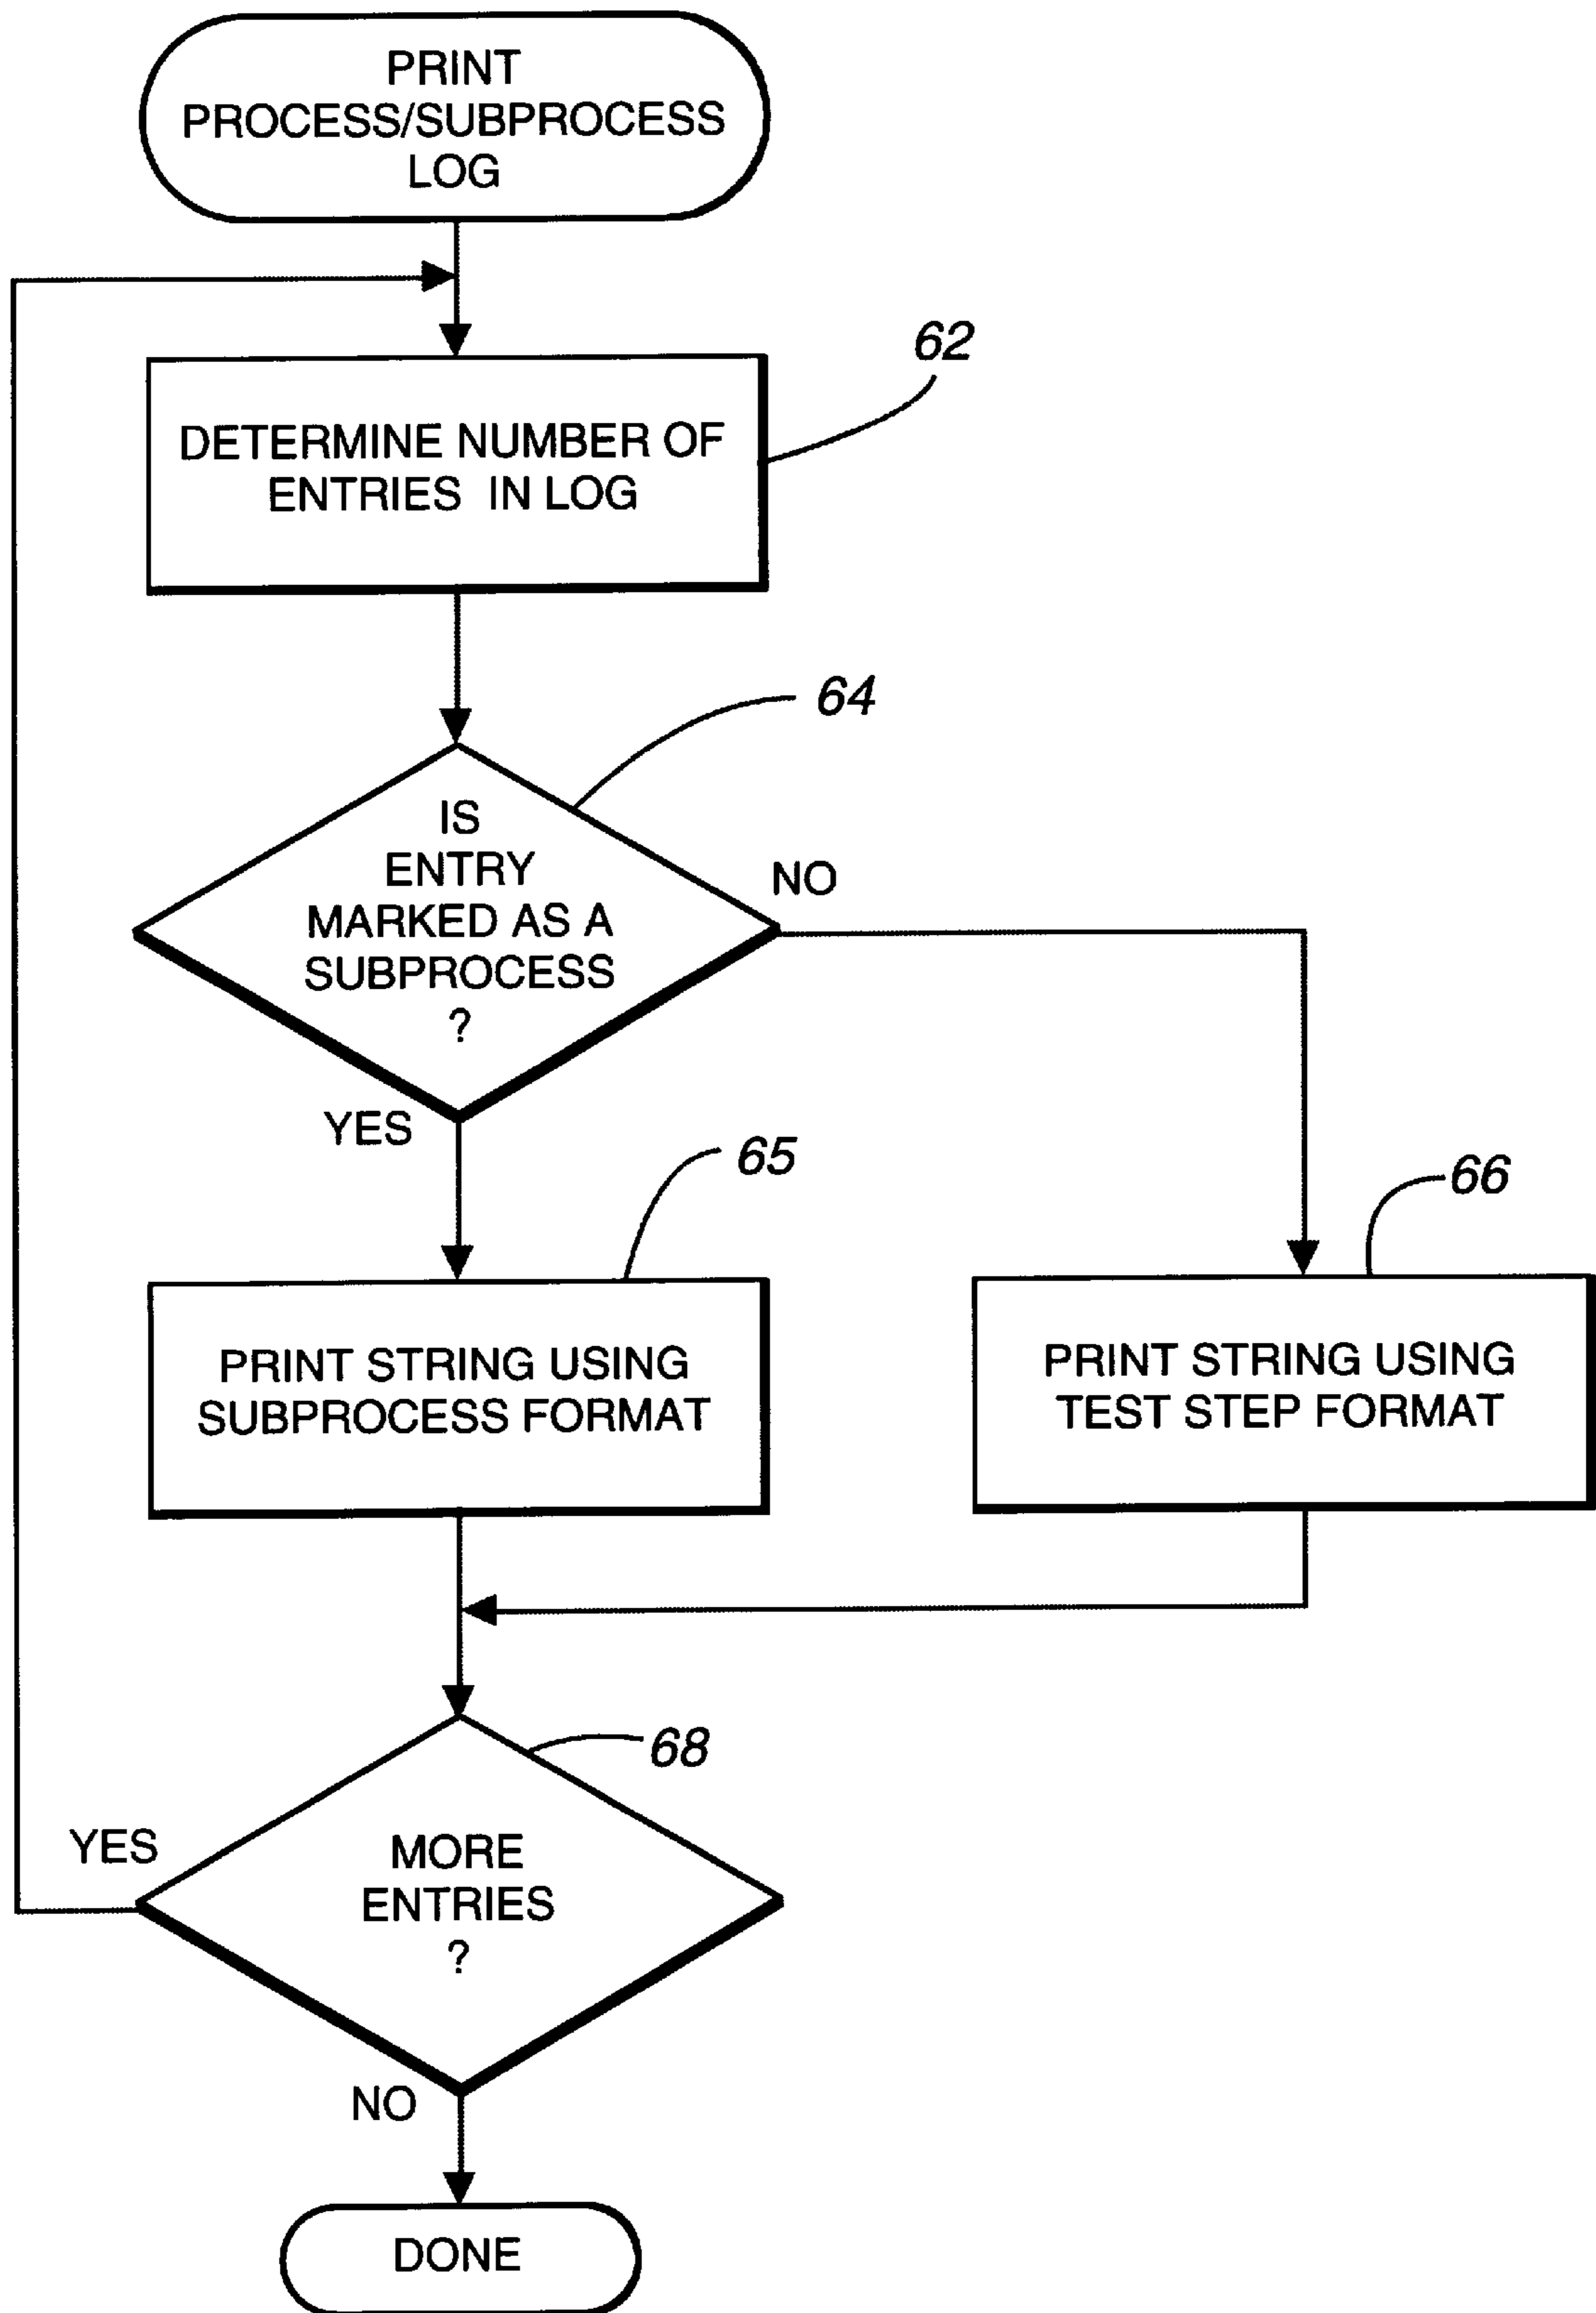 PRINT
PROCESS/SUBPROCESS
LOG
62
DETERMINE NUMBER OF
ENTRIES IN LOG
64
IS
ENTRY
MARKED AS A
SUBPROCESS
?
NO
YES
65
66
PRINT STRING USING
SUBPROCESS FORMAT
PRINT STRING USING
TEST STEP FORMAT
68
YES
MORE
ENTRIES
?
NO
DONE